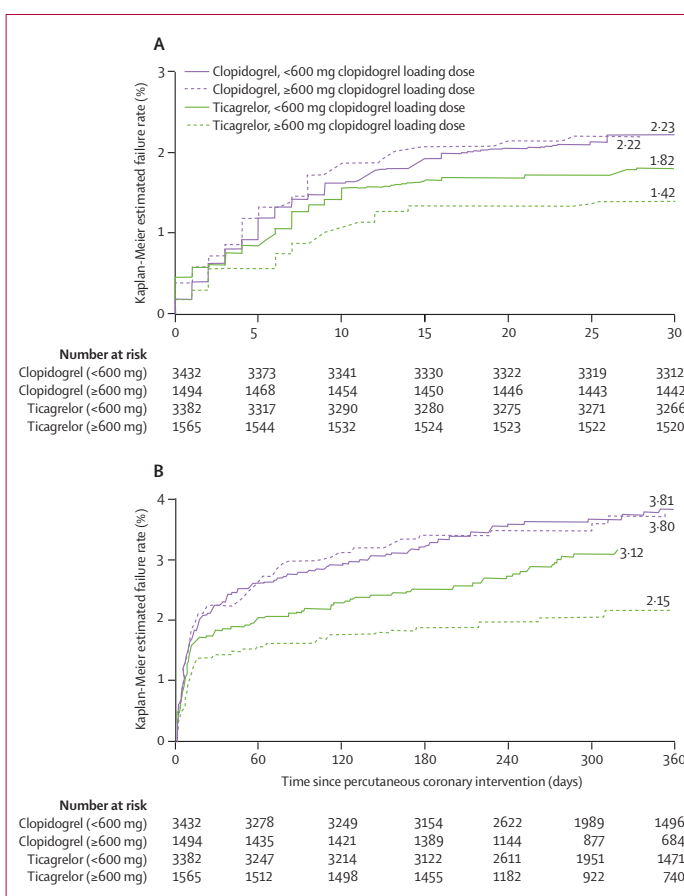 A
Clopidogrel, <600 mg clopidogrel loading dose
Clopidogrel, ≥600 mg clopidogrel loading dose
Ticagrelor, <600 mg clopidogrel loading dose
Ticagrelor, ≥600 mg clopidogrel loading dose
Kaplan-Meier estimated failure rate (%)
3
2
1
0
2·23
2·22
1·82
1·42
0 5 10 15 20 25 30
Number at risk
Clopidogrel (<600 mg) 3432 3373 3341 3330 3322 3319 3312
Clopidogrel (≥600 mg) 1494 1468 1454 1450 1446 1443 1442
Ticagrelor (<600 mg) 3382 3317 3290 3280 3275 3271 3266
Ticagrelor (≥600 mg) 1565 1544 1532 1524 1523 1522 1520
B
Kaplan-Meier estimated failure rate (%)
4
3
2
1
0
3·81
3·80
3·12
2·15
0 60 120 180 240 300 360
Time since percutaneous coronary intervention (days)
Number at risk
Clopidogrel (<600 mg) 3432 3278 3249 3154 2622 1989 1496
Clopidogrel (≥600 mg) 1494 1435 1421 1389 1144 877 684
Ticagrelor (<600 mg) 3382 3247 3214 3122 2611 1951 1471
Ticagrelor (≥600 mg) 1565 1512 1498 1455 1182 922 740